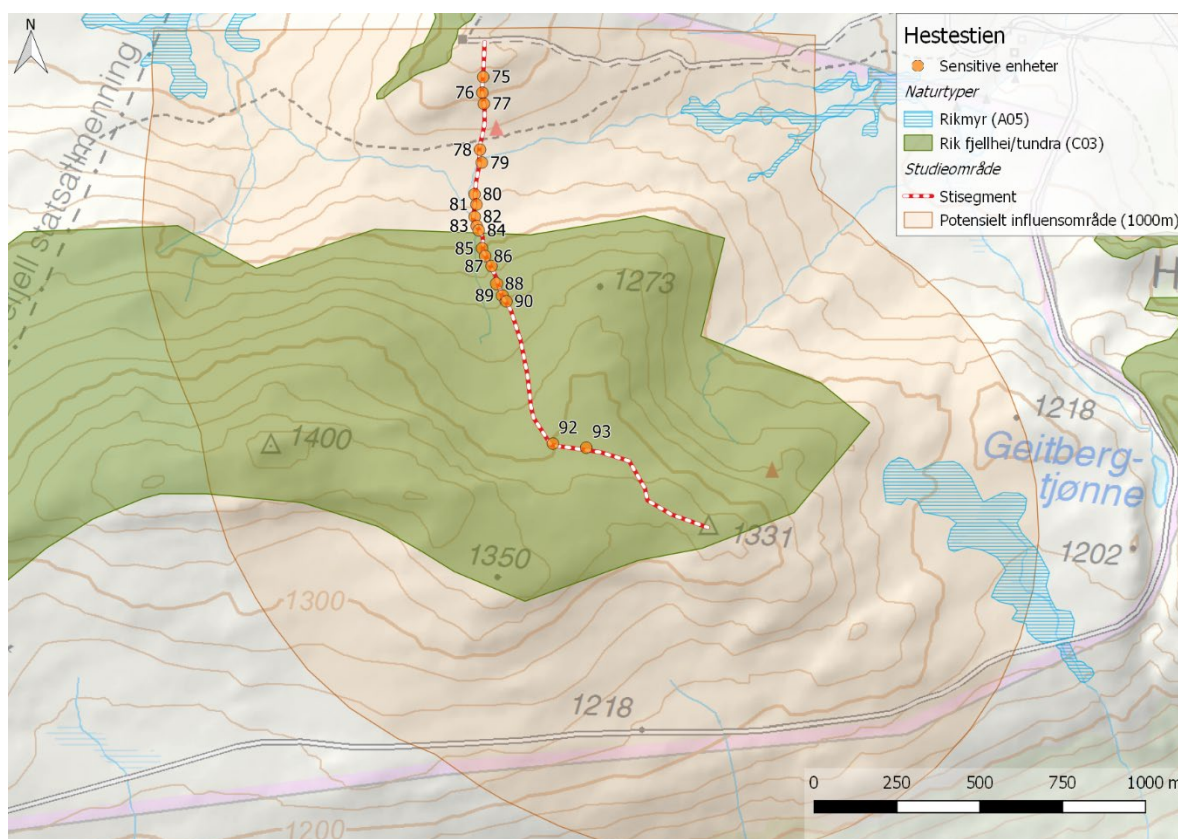 N
Hestestien
Sensitive enheter
Naturtyper
Rikmyr (A05)
Rik fjellhei/tundra (C03)
Studieområde
Stisegment
Potensielt influensområde (1000m)
75
76
77
78
79
80
81
82
83
84
85
86
87
88
89
90
92
93
statsallmenning
1273
H
1400
1218
Geitberg-
tjønne
1331
1202
1350
1300
1218
1200
0 250 500 750 1000 m